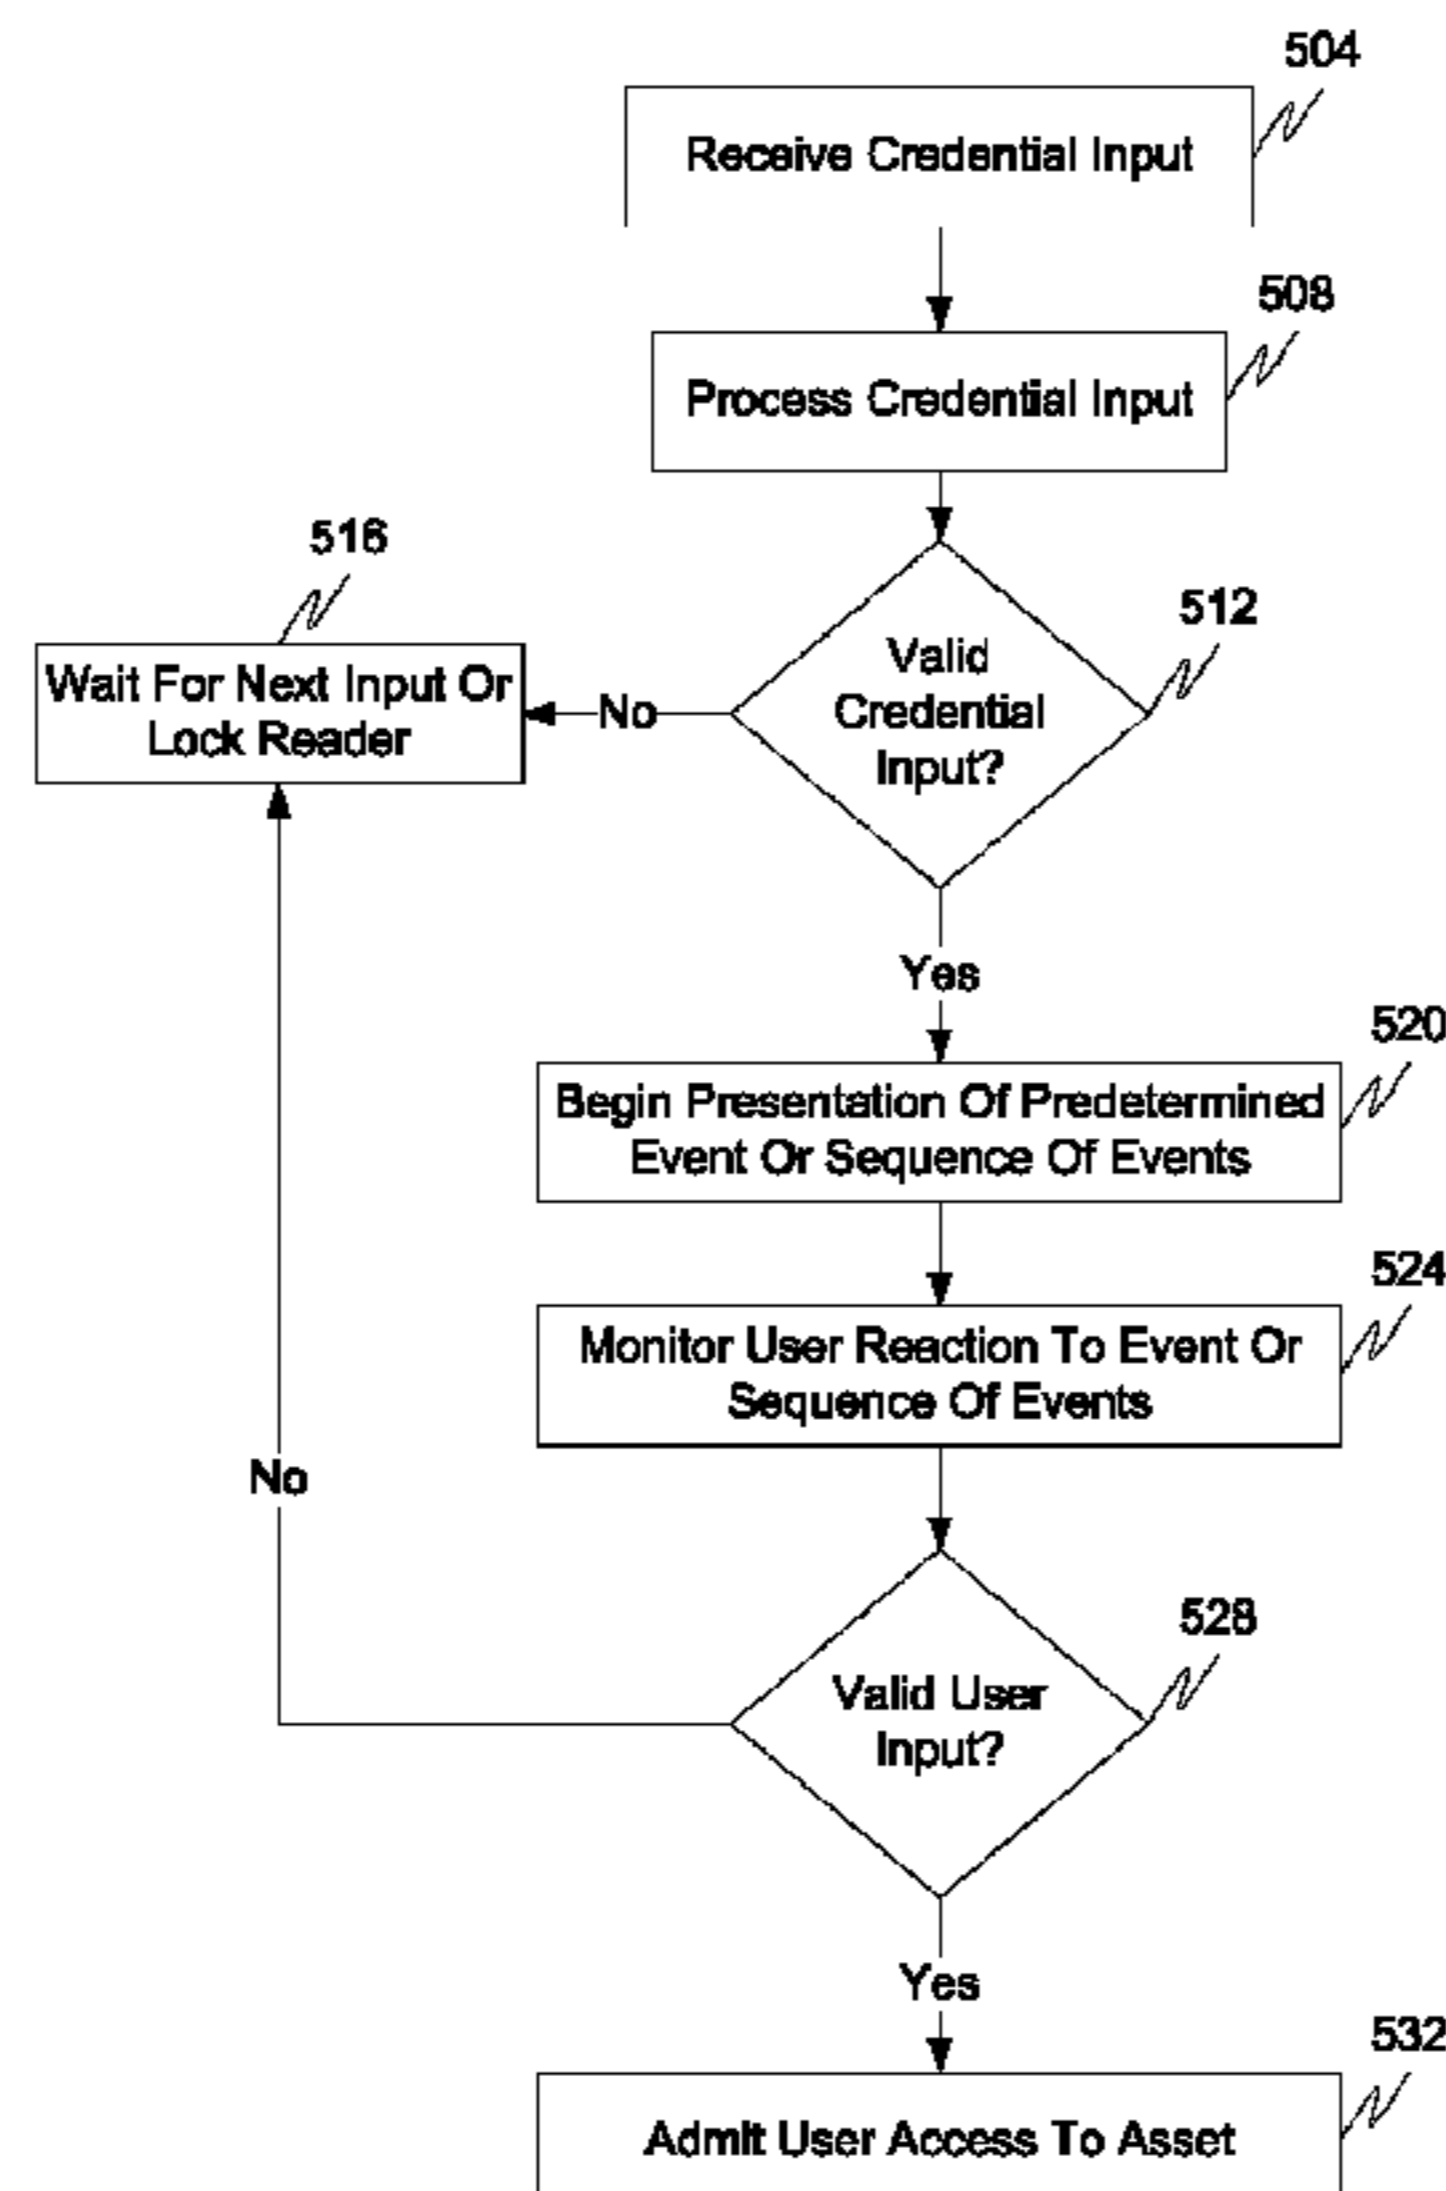 504
Receive Credential Input
508
Process Credential Input
516
512
Wait For Next Input Or
Lock Reader
No
Valid
Credential
Input?
Yes
520
Begin Presentation Of Predetermined
Event Or Sequence Of Events
524
Monitor User Reaction To Event Or
Sequence Of Events
No
528
Valid User
Input?
Yes
532
Admit User Access To Asset